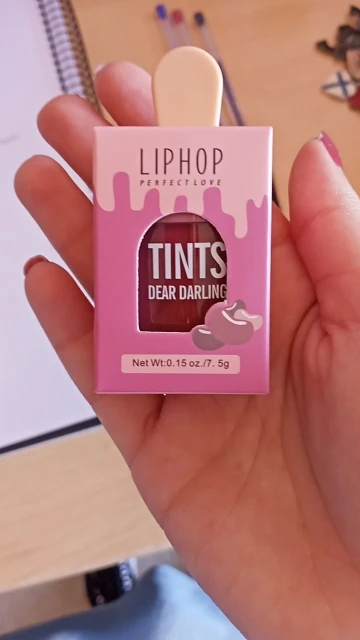 LIPHOP
PERFECT LOVE
TINTS
DEAR DARLING
Net Wt:0.15 oz./7. 5g